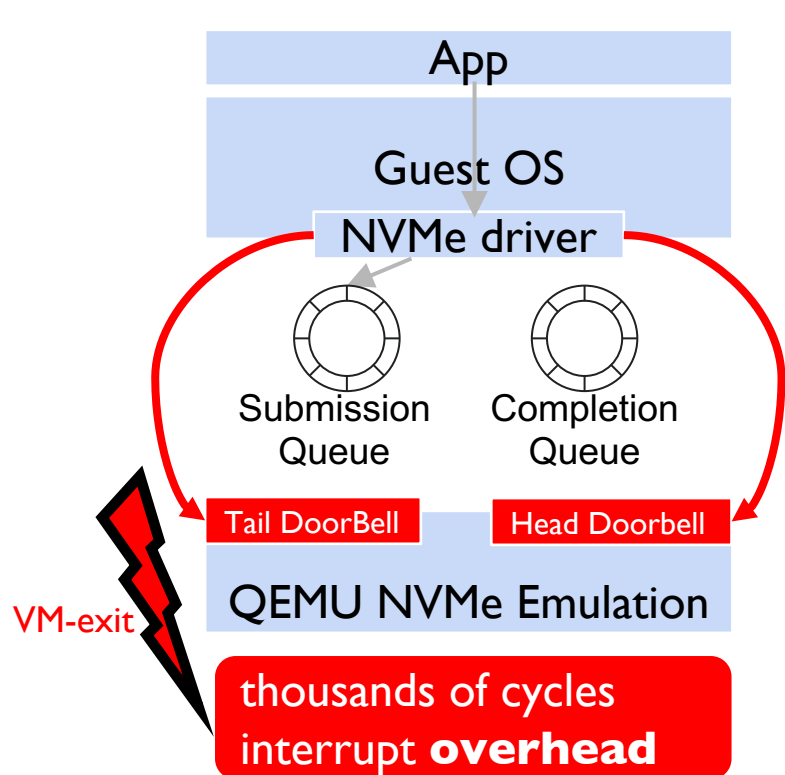 App
Guest OS
NVMe driver
Submission
Queue
Completion
Queue
Tail DoorBell
Head Doorbell
QEMU NVMe Emulation
VM-exit
thousands of cycles
interrupt overhead